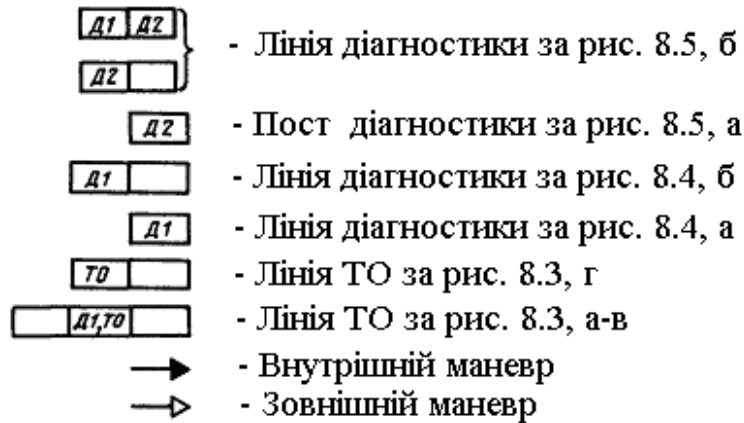 Д1 Д2
Д2
- Лінія діагностики за рис. 8.5, б
Д2 - Пост діагностики за рис. 8.5, а
Д1 - Лінія діагностики за рис. 8.4, б
Д1 - Лінія діагностики за рис. 8.4, а
ТО - Лінія ТО за рис. 8.3, г
Д1,ТО - Лінія ТО за рис. 8.3, а-в
- Внутрішній маневр
- Зовнішній маневр